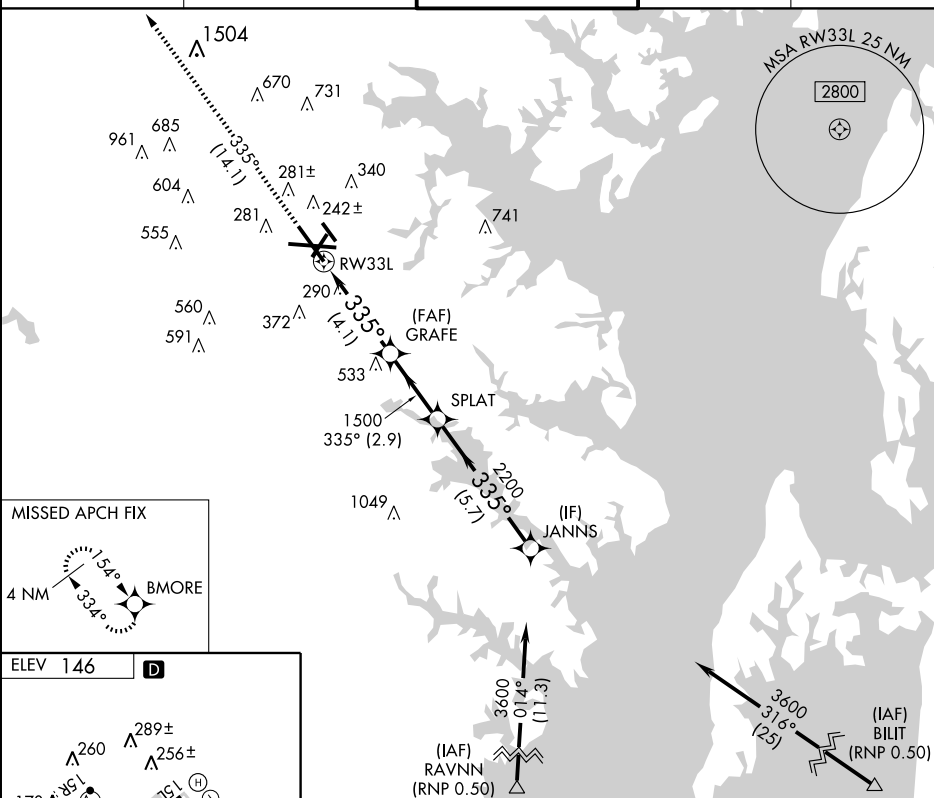 1504
MSA RW33L 25 NM
2800
670
731
961
685
335°
(14.1)
281±
340
604
242±
281
741
555
RW33L
290
335°
(4.1)
(FAF)
GRAFE
560
372
591
533
SPLAT
1500
335° (2.9)
2200
335°
(5.7)
1049
(IF)
JANNS
MISSED APCH FIX
154°
BMORE
4 NM
334°
ELEV 146
D
289±
260
256±
15R
15L
H
3600
014°
(11.3)
(IAF)
RAVNN
(RNP 0.50)
3600
316°
(25)
(IAF)
BILIT
(RNP 0.50)